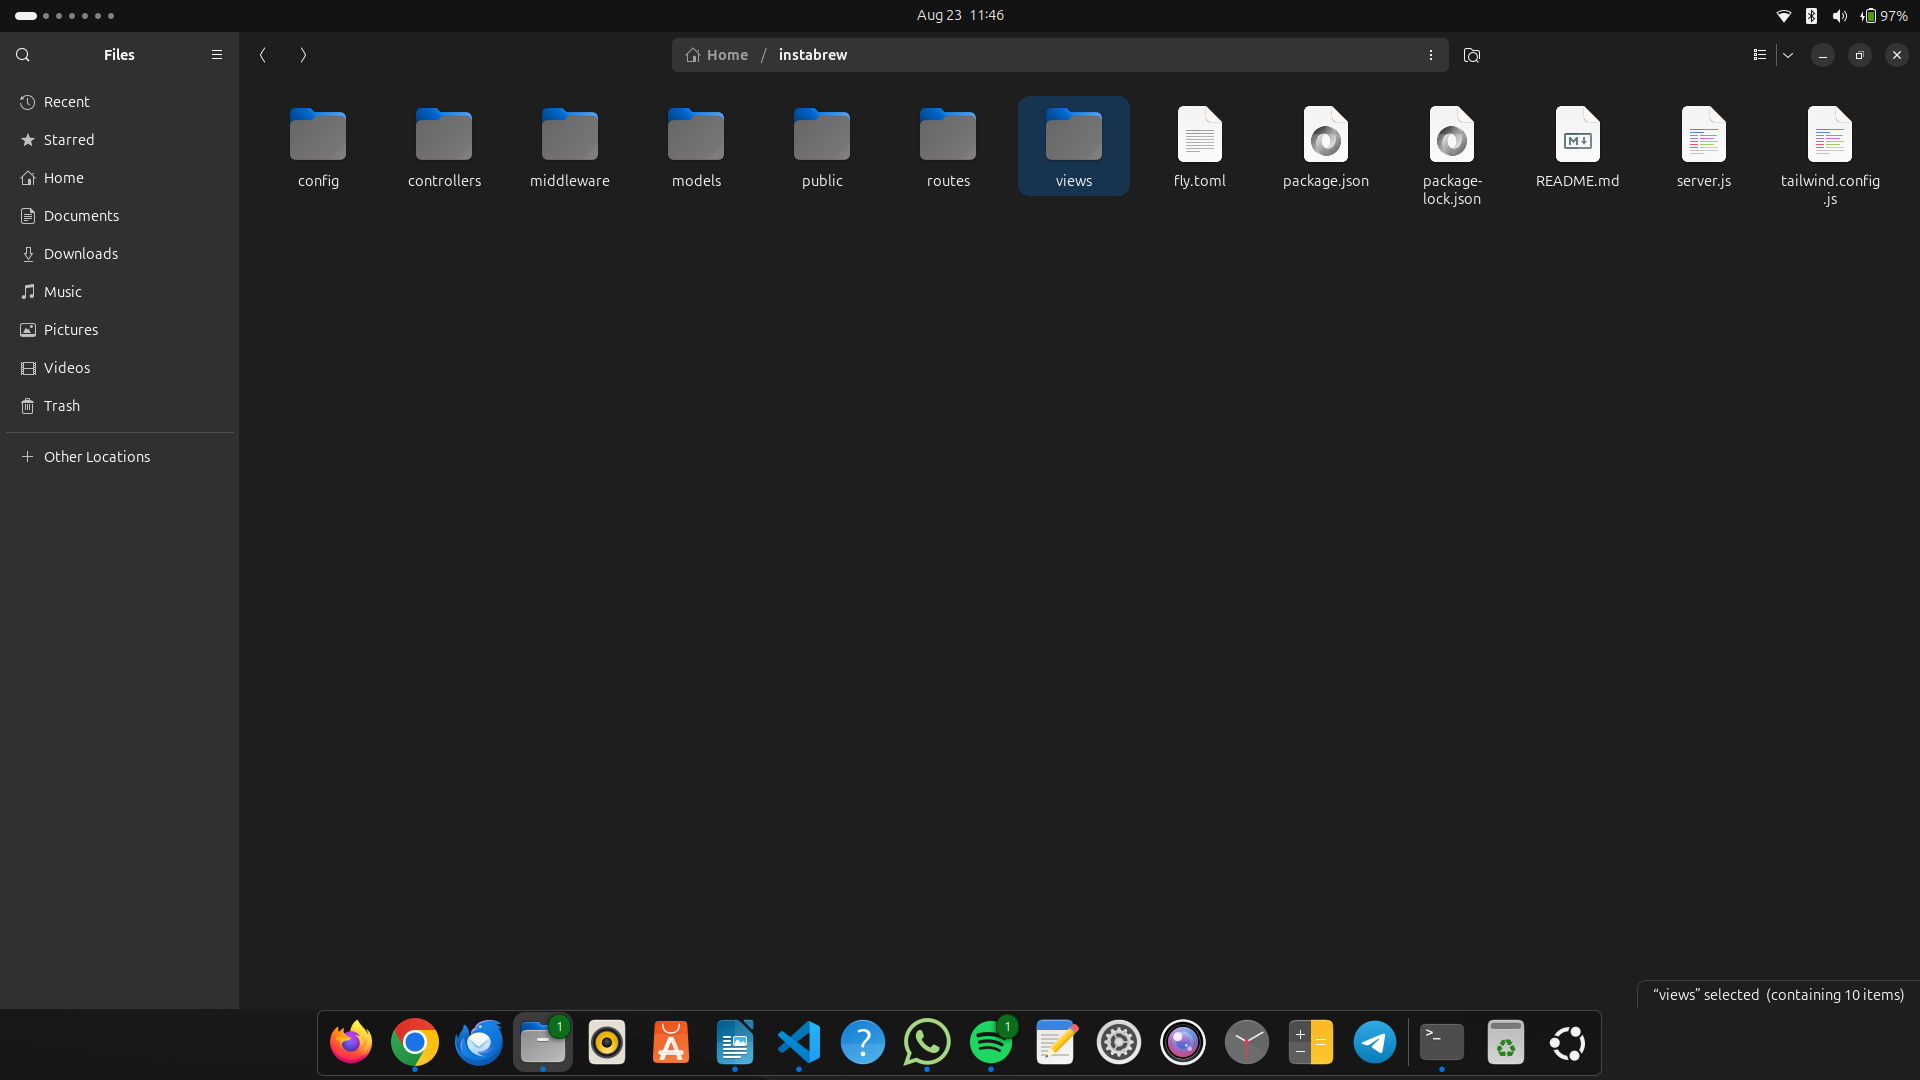 Aug 23 11:46
97%
Files
Home / instabrew
Recent
Starred
Home
Documents
Downloads
Music
Pictures
Videos
Trash
Other Locations
config
controllers
middleware
models
public
routes
views
fly.toml
package.json
package-
lock.json
README.md
server.js
tailwind.config
.js
“views” selected (containing 10 items)
1
1